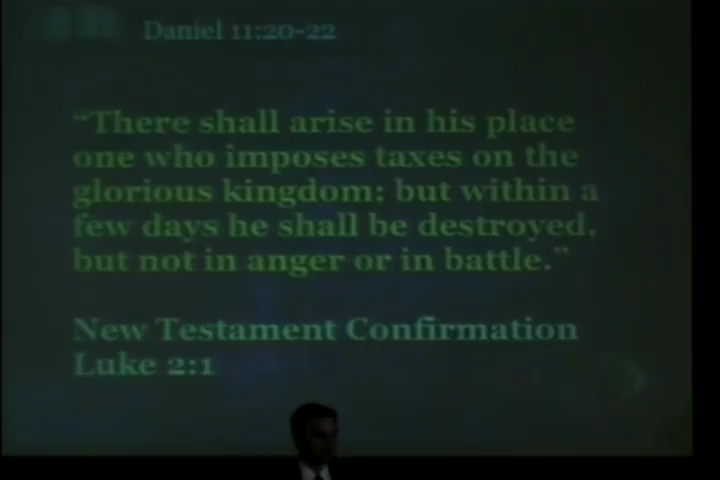 Daniel 11:20-22
“There shall arise in his place
one who imposes taxes on the
glorious kingdom; but within a
few days he shall be destroyed,
but not in anger or in battle.”
New Testament Confirmation
Luke 2:1